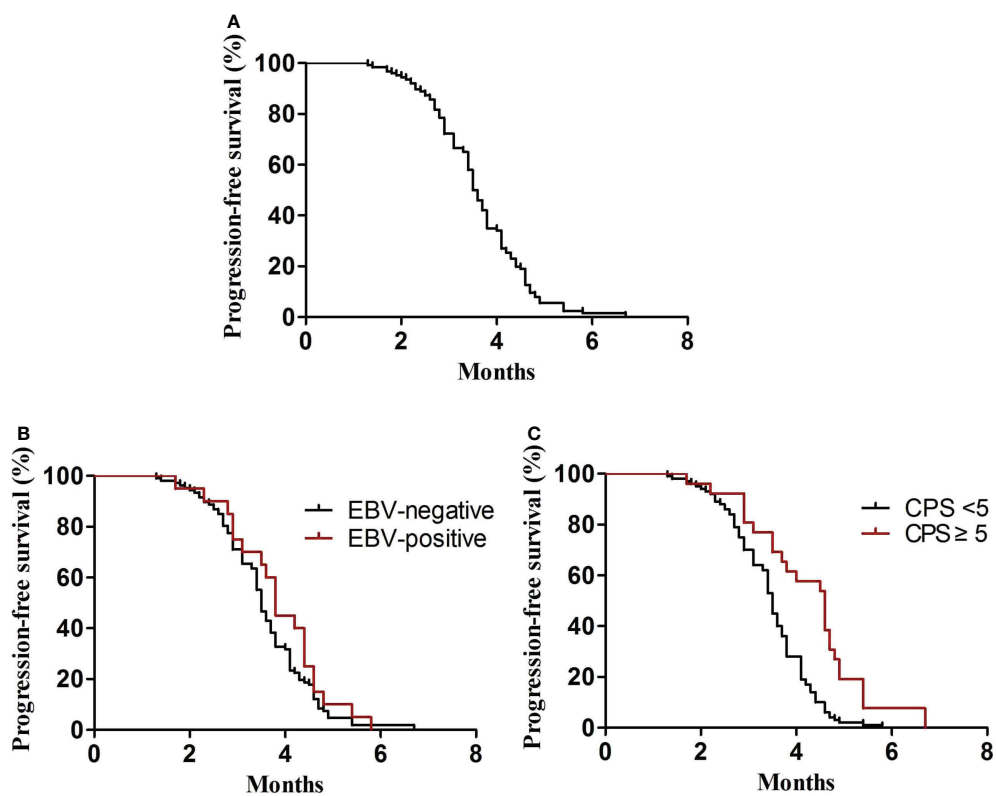 A
Progression-free survival (%)
100
80
60
40
20
0
0 2 4 6 8
Months
B
Progression-free survival (%)
100
80
60
40
20
0
EBV-negative
EBV-positive
0 2 4 6 8
Months
C
Progression-free survival (%)
100
80
60
40
20
0
CPS <5
CPS≥ 5
0 2 4 6 8
Months